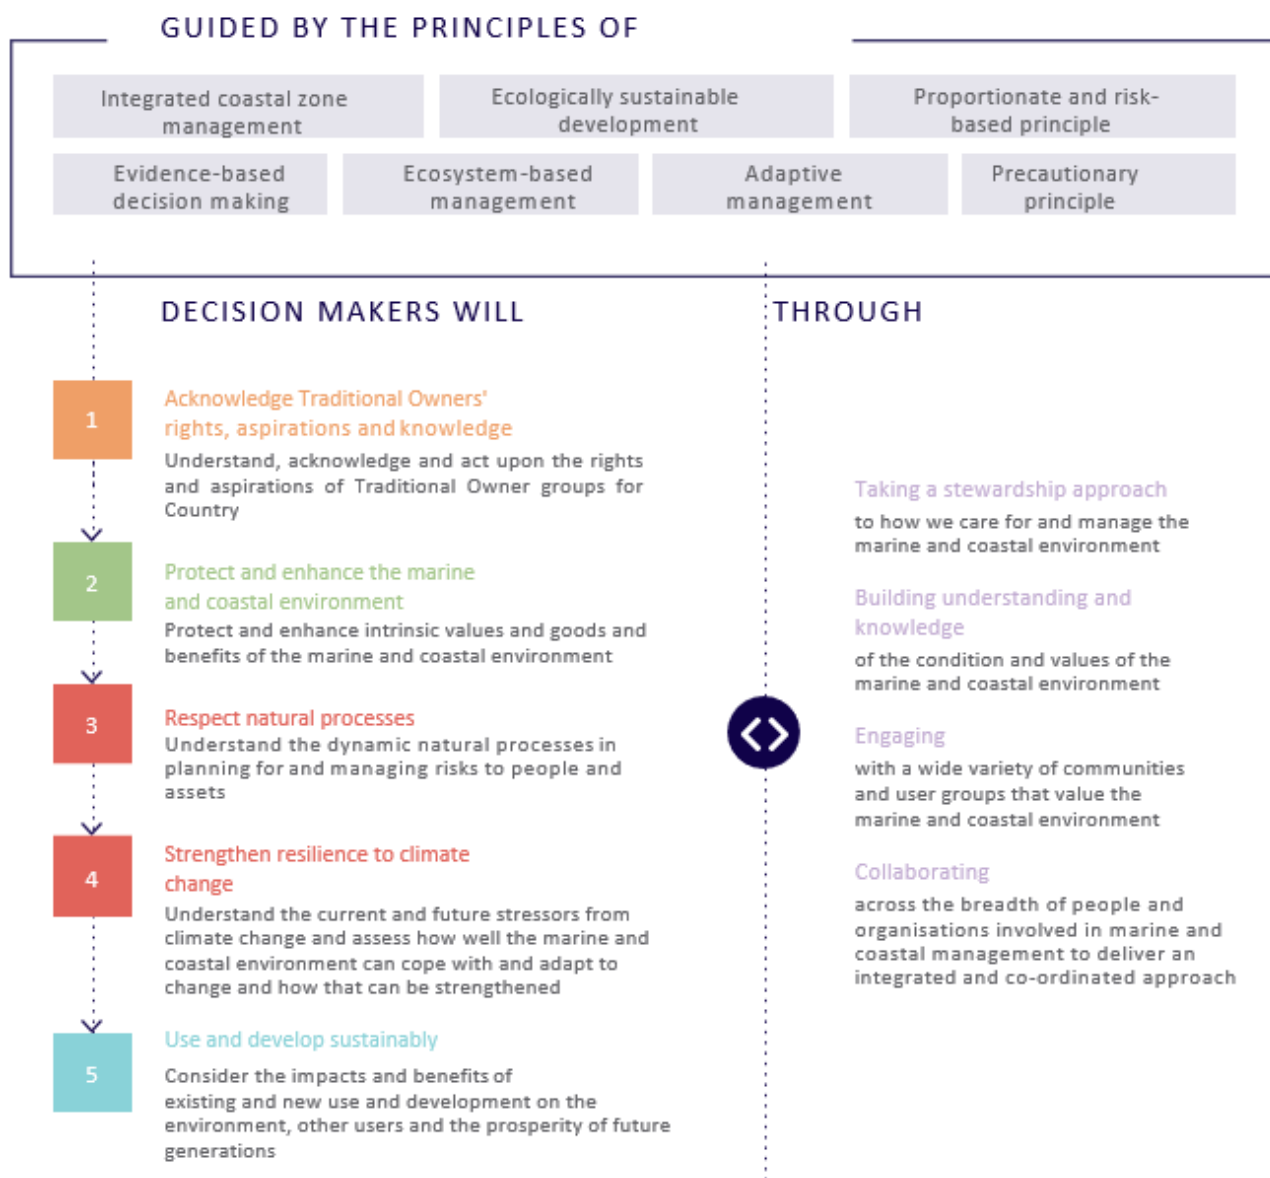 GUIDED BY THE PRINCIPLES OF
Integrated coastal zone
management
Ecologically sustainable
development
Proportionate and risk-
based principle
Evidence-based
decision making
Ecosystem-based
management
Adaptive
management
Precautionary
principle
DECISION MAKERS WILL
1
Acknowledge Traditional Owners'
rights, aspirations and knowledge
Understand, acknowledge and act upon the rights
and aspirations of Traditional Owner groups for
Country
2
Protect and enhance the marine
and coastal environment
Protect and enhance intrinsic values and goods and
benefits of the marine and coastal environment
3
Respect natural processes
Understand the dynamic natural processes in
planning for and managing risks to people and
assets
4
Strengthen resilience to climate
change
Understand the current and future stressors from
climate change and assess how well the marine and
coastal environment can cope with and adapt to
change and how that can be strengthened
5
Use and develop sustainably
Consider the impacts and benefits of
existing and new use and development on the
environment, other users and the prosperity of future
generations
THROUGH
Taking a stewardship approach
to how we care for and manage the
marine and coastal environment
Building understanding and
knowledge
of the condition and values of the
marine and coastal environment
Engaging
with a wide variety of communities
and user groups that value the
marine and coastal environment
Collaborating
across the breadth of people and
organisations involved in marine and
coastal management to deliver an
integrated and co-ordinated approach